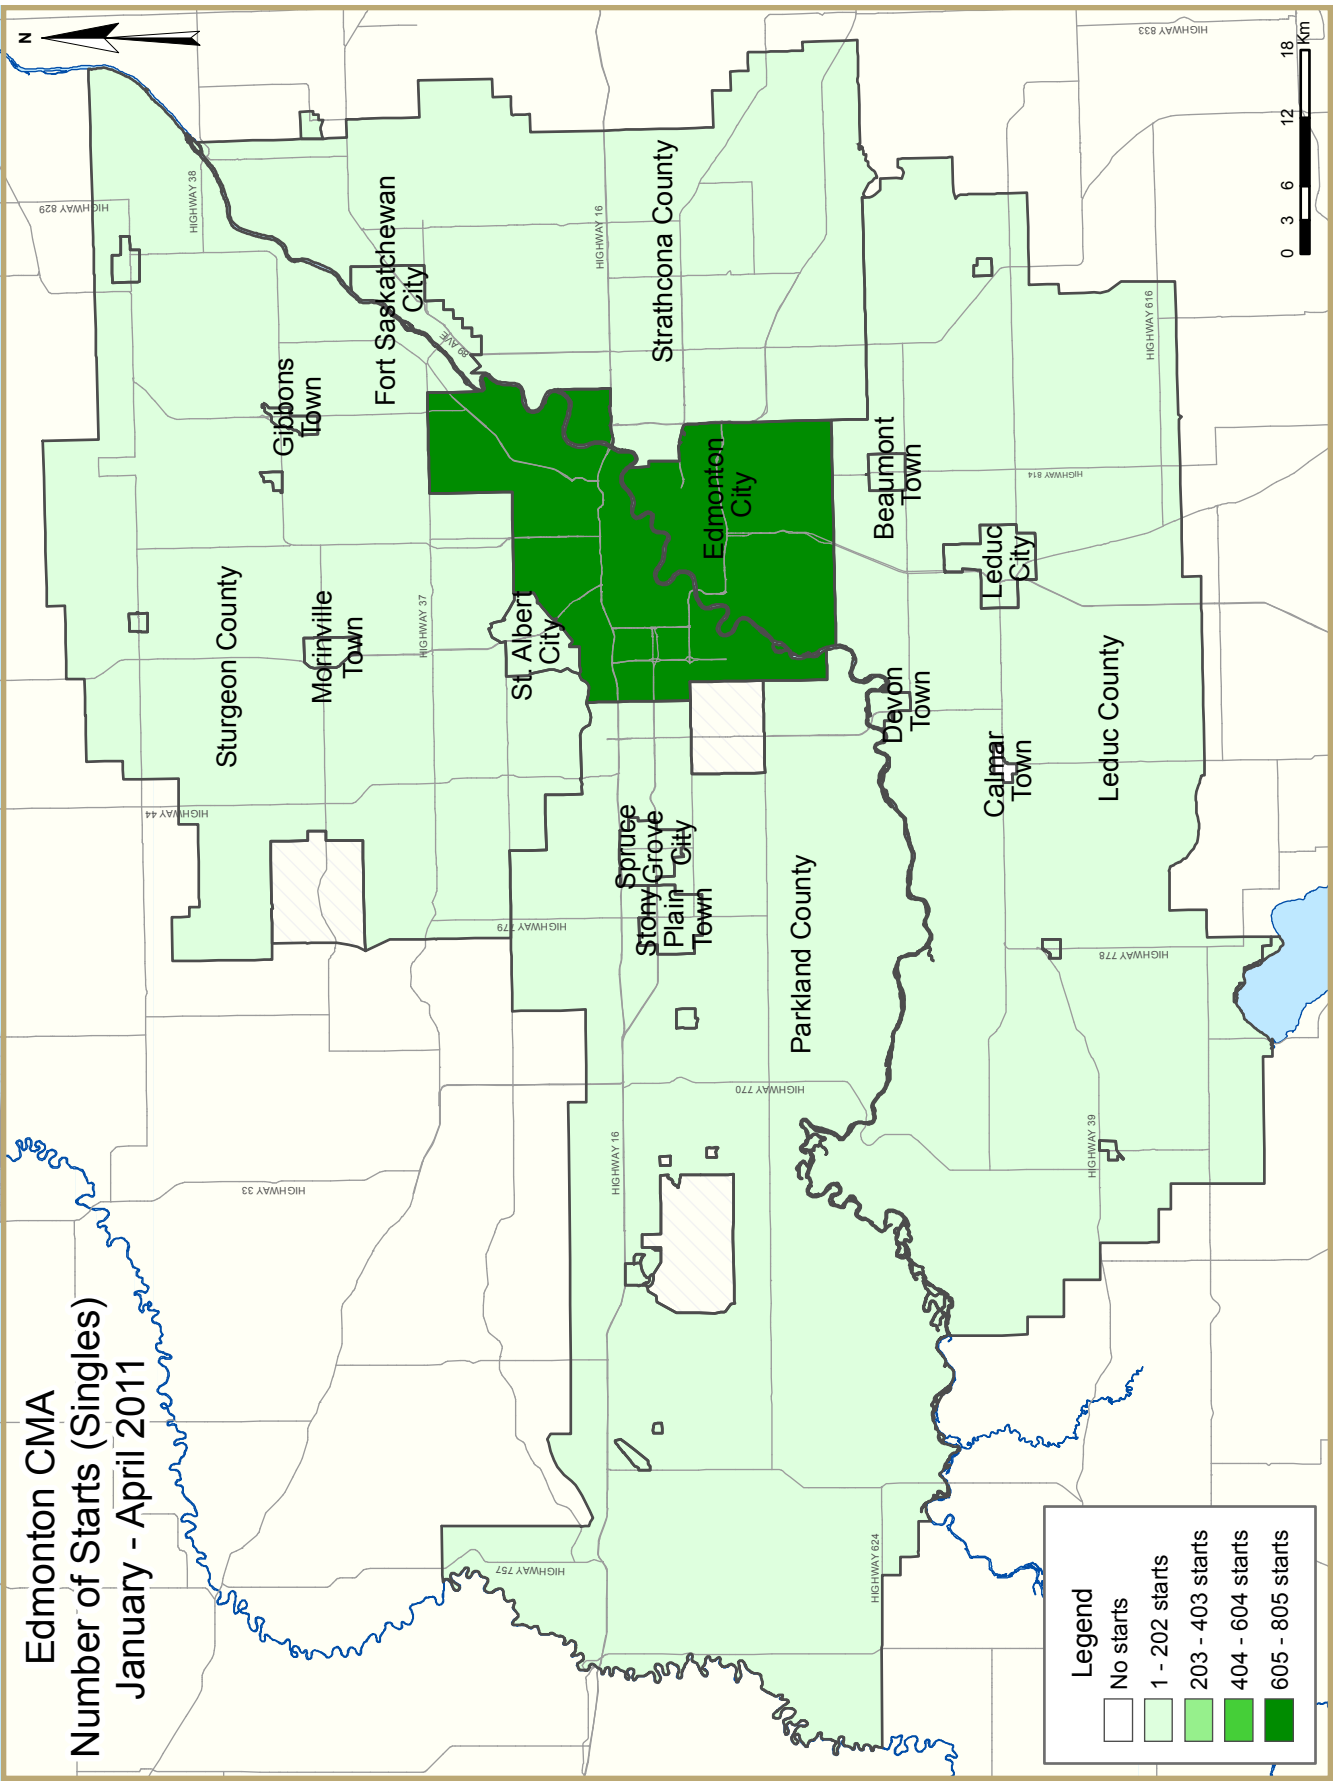 Edmonton CMA
Number of Starts (Singles)
January - April 2011
N
HIGHWAY 829
HIGHWAY 38
HIGHWAY 833
Gibbons
Town
Fort Saskatchewan
City
89 AVE
Sturgeon County
Morinville
Town
HIGHWAY 44
HIGHWAY 37
HIGHWAY 33
St. Albert
City
HIGHWAY 779
HIGHWAY 16
Strathcona County
Edmonton
City
HIGHWAY 757
HIGHWAY 16
Spruce
Grove
City
Stony
Plain
Town
HIGHWAY 770
Parkland County
Beaumont
Town
Devon
Town
HIGHWAY 624
Leduc
City
HIGHWAY 814
Calmar
Town
Leduc County
HIGHWAY 778
HIGHWAY 39
HIGHWAY 616
0 3 6 12 18
Km
Legend
No starts
1 - 202 starts
203 - 403 starts
404 - 604 starts
605 - 805 starts